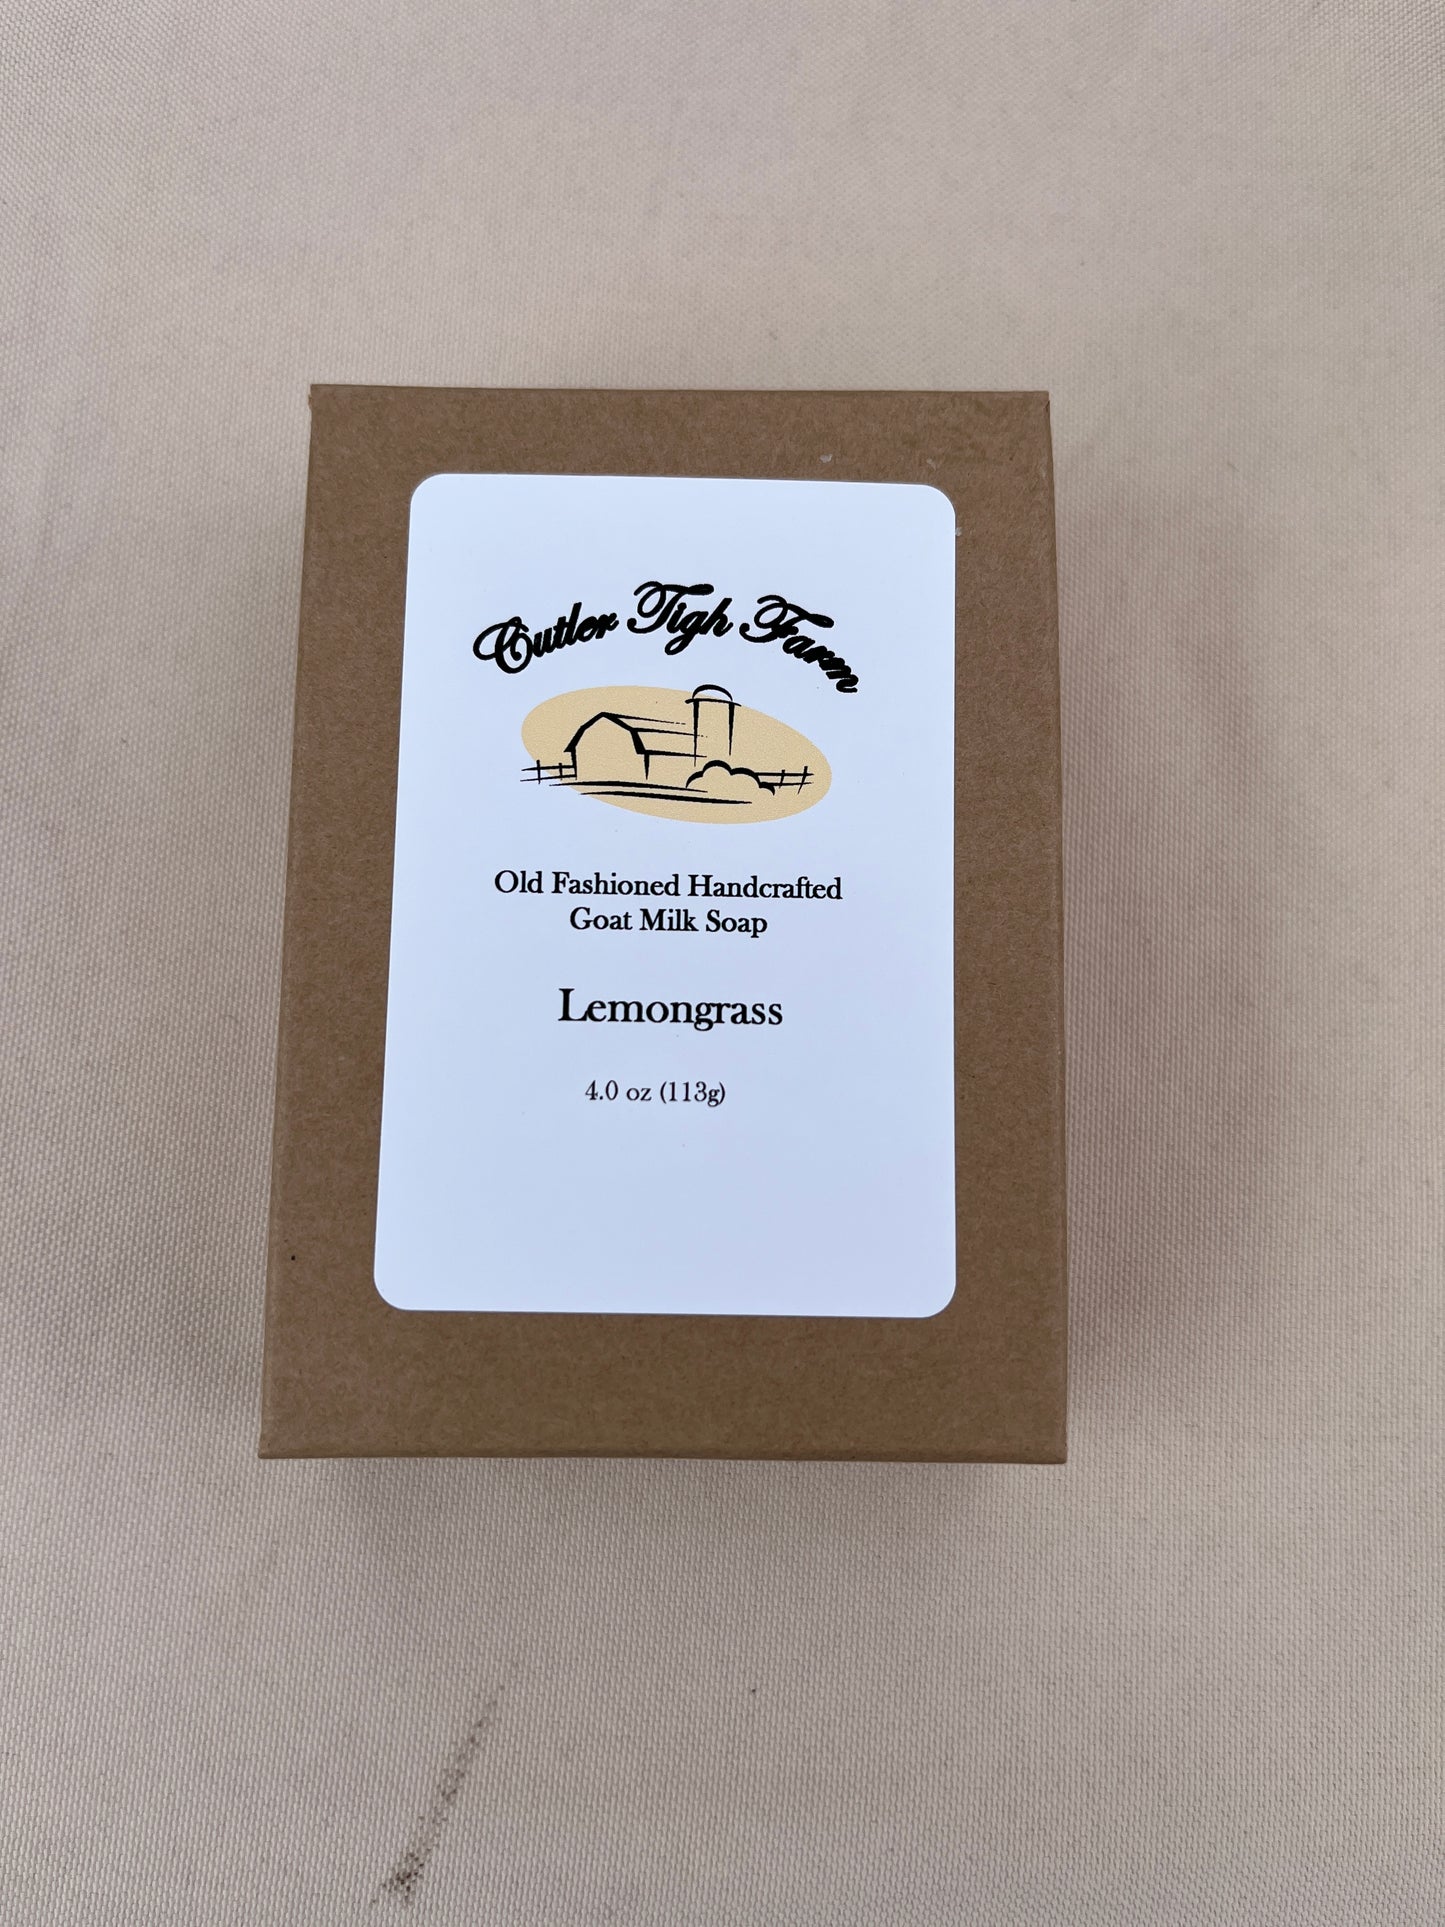 Cutler Tigh Farm
Old Fashioned Handcrafted
Goat Milk Soap
Lemongrass
4.0 oz (113g)